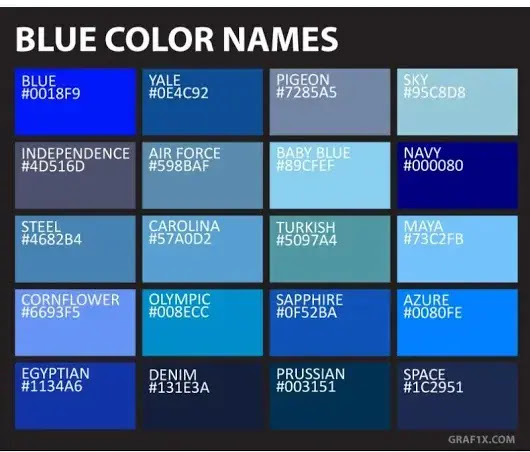 BLUE COLOR NAMES
BLUE
#0018F9
YALE
#0E4C92
PIGEON
#7285A5
SKY
#95C8D8
INDEPENDENCE
#4D516D
AIR FORCE
#598BAF
BABY BLUE
#89CFEF
NAVY
#000080
STEEL
#4682B4
CAROLINA
#57A0D2
TURKISH
#5097A4
MAYA
#73C2FB
CORNFLOWER
#6693F5
OLYMPIC
#008ECC
SAPPHIRE
#0F52BA
AZURE
#0080FE
EGYPTIAN
#1134A6
DENIM
#131E3A
PRUSSIAN
#003151
SPACE
#1C2951
GRAF1X.COM